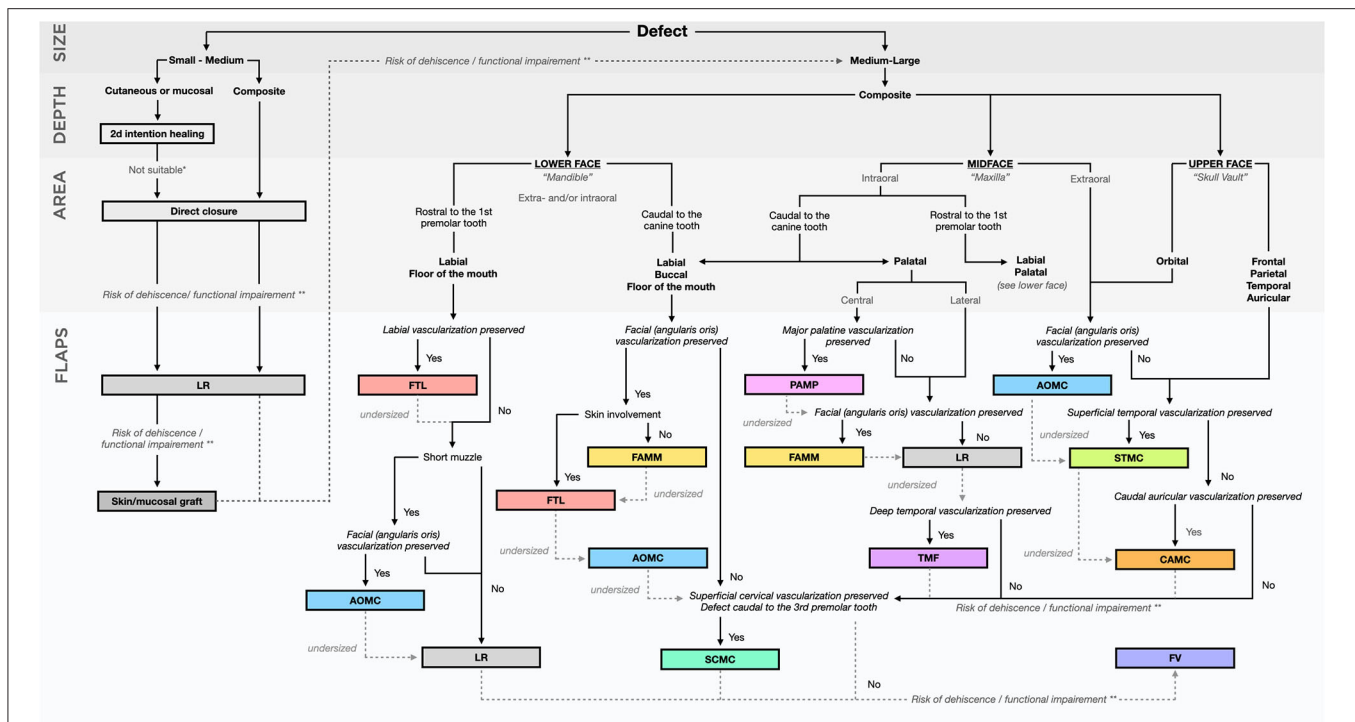 SIZE
Defect
Small - Medium
Risk of dehiscence / functional impairment **
Medium-Large
DEPTH
Cutaneous or mucosal
Composite
Composite
2d intention healing
AREA
Not suitable*
Direct closure
Risk of dehiscence/ functional impairment **
LOWER FACE
"Mandible"
Extra- and/or intraoral
Rostral to the 1st
premolar tooth
Labial
Floor of the mouth
Caudal to the
canine tooth
Labial
Buccal
Floor of the mouth
MIDFACE
"Maxilla"
Intraoral
Extraoral
Caudal to the
canine tooth
Rostral to the 1st
premolar tooth
Palatal
Labial
Palatal
(see lower face)
Central
Lateral
UPPER FACE
"Skull Vault"
Orbital
Frontal
Parietal
Temporal
Auricular
FLAPS
LR
Risk of dehiscence /
functional impairment **
Skin/mucosal graft
Labial vascularization preserved
Yes
FTL
undersized
No
Short muzzle
Yes
Facial (angularis oris)
vascularization preserved
Yes
No
AOMC
undersized
LR
Facial (angularis oris)
vascularization preserved
Yes
Skin involvement
No
FAMM
Yes
undersized
FTL
undersized
AOMC
undersized
No
Superficial cervical vascularization preserved
Defect caudal to the 3rd premolar tooth
Yes
SCMC
No
Major palatine vascularization
preserved
Yes
No
PAMP
undersized
Facial (angularis oris) vascularization preserved
Yes
No
FAMM
LR
undersized
Deep temporal vascularization preserved
Yes
TMF
No
Facial (angularis oris)
vascularization preserved
Yes
No
AOMC
undersized
Superficial temporal vascularization preserved
Yes
STMC
No
Caudal auricular vascularization preserved
undersized
Yes
CAMC
No
Risk of dehiscence / functional impairment **
FV
Risk of dehiscence / functional impairment **